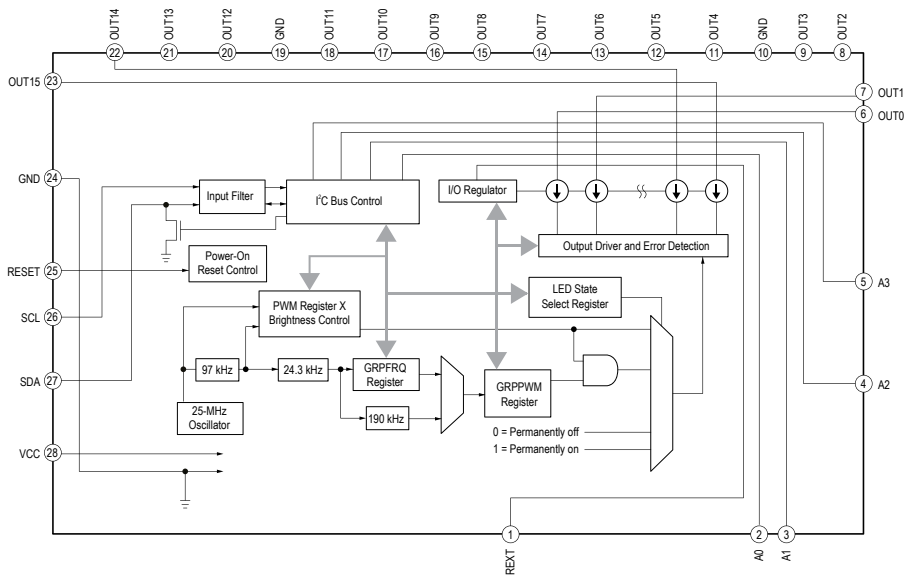 OUT14
OUT13
OUT12
GND
OUT11
OUT10
OUT9
OUT8
OUT7
OUT6
OUT5
OUT4
GND
OUT3
OUT2
22
21
20
19
18
17
16
15
14
13
12
11
10
9
8
OUT15 23
7 OUT1
6 OUT0
GND 24
Input Filter
I²C Bus Control
I/O Regulator
Output Driver and Error Detection
RESET 25
Power-On
Reset Control
5 A3
LED State
Select Register
SCL 26
PWM Register X
Brightness Control
SDA 27
97 kHz
24.3 kHz
GRPFRQ
Register
GRPPWM
Register
4 A2
25-MHz
Oscillator
190 kHz
0 = Permanently off
1 = Permanently on
VCC 28
1
2
3
REXT
A0
A1